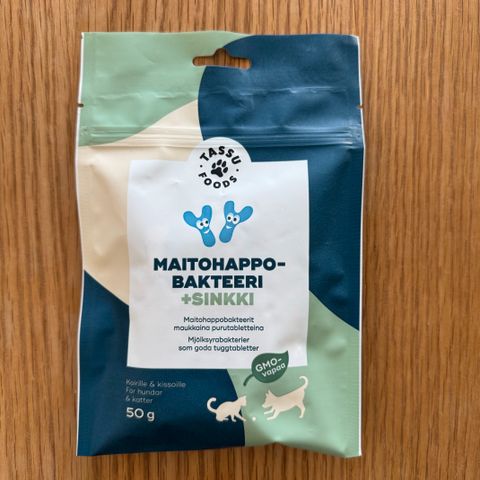 TASSU
FOODS
MAITOHAPPO-
BAKTEERI
+SINKKI
Maitohappobakteerit
maukkaina purutabletteina
Mjölksyrabakterier
som goda tuggtabletter
GMO-
vapaa
Koirille & kissoille
För hundar
& katter
50 g